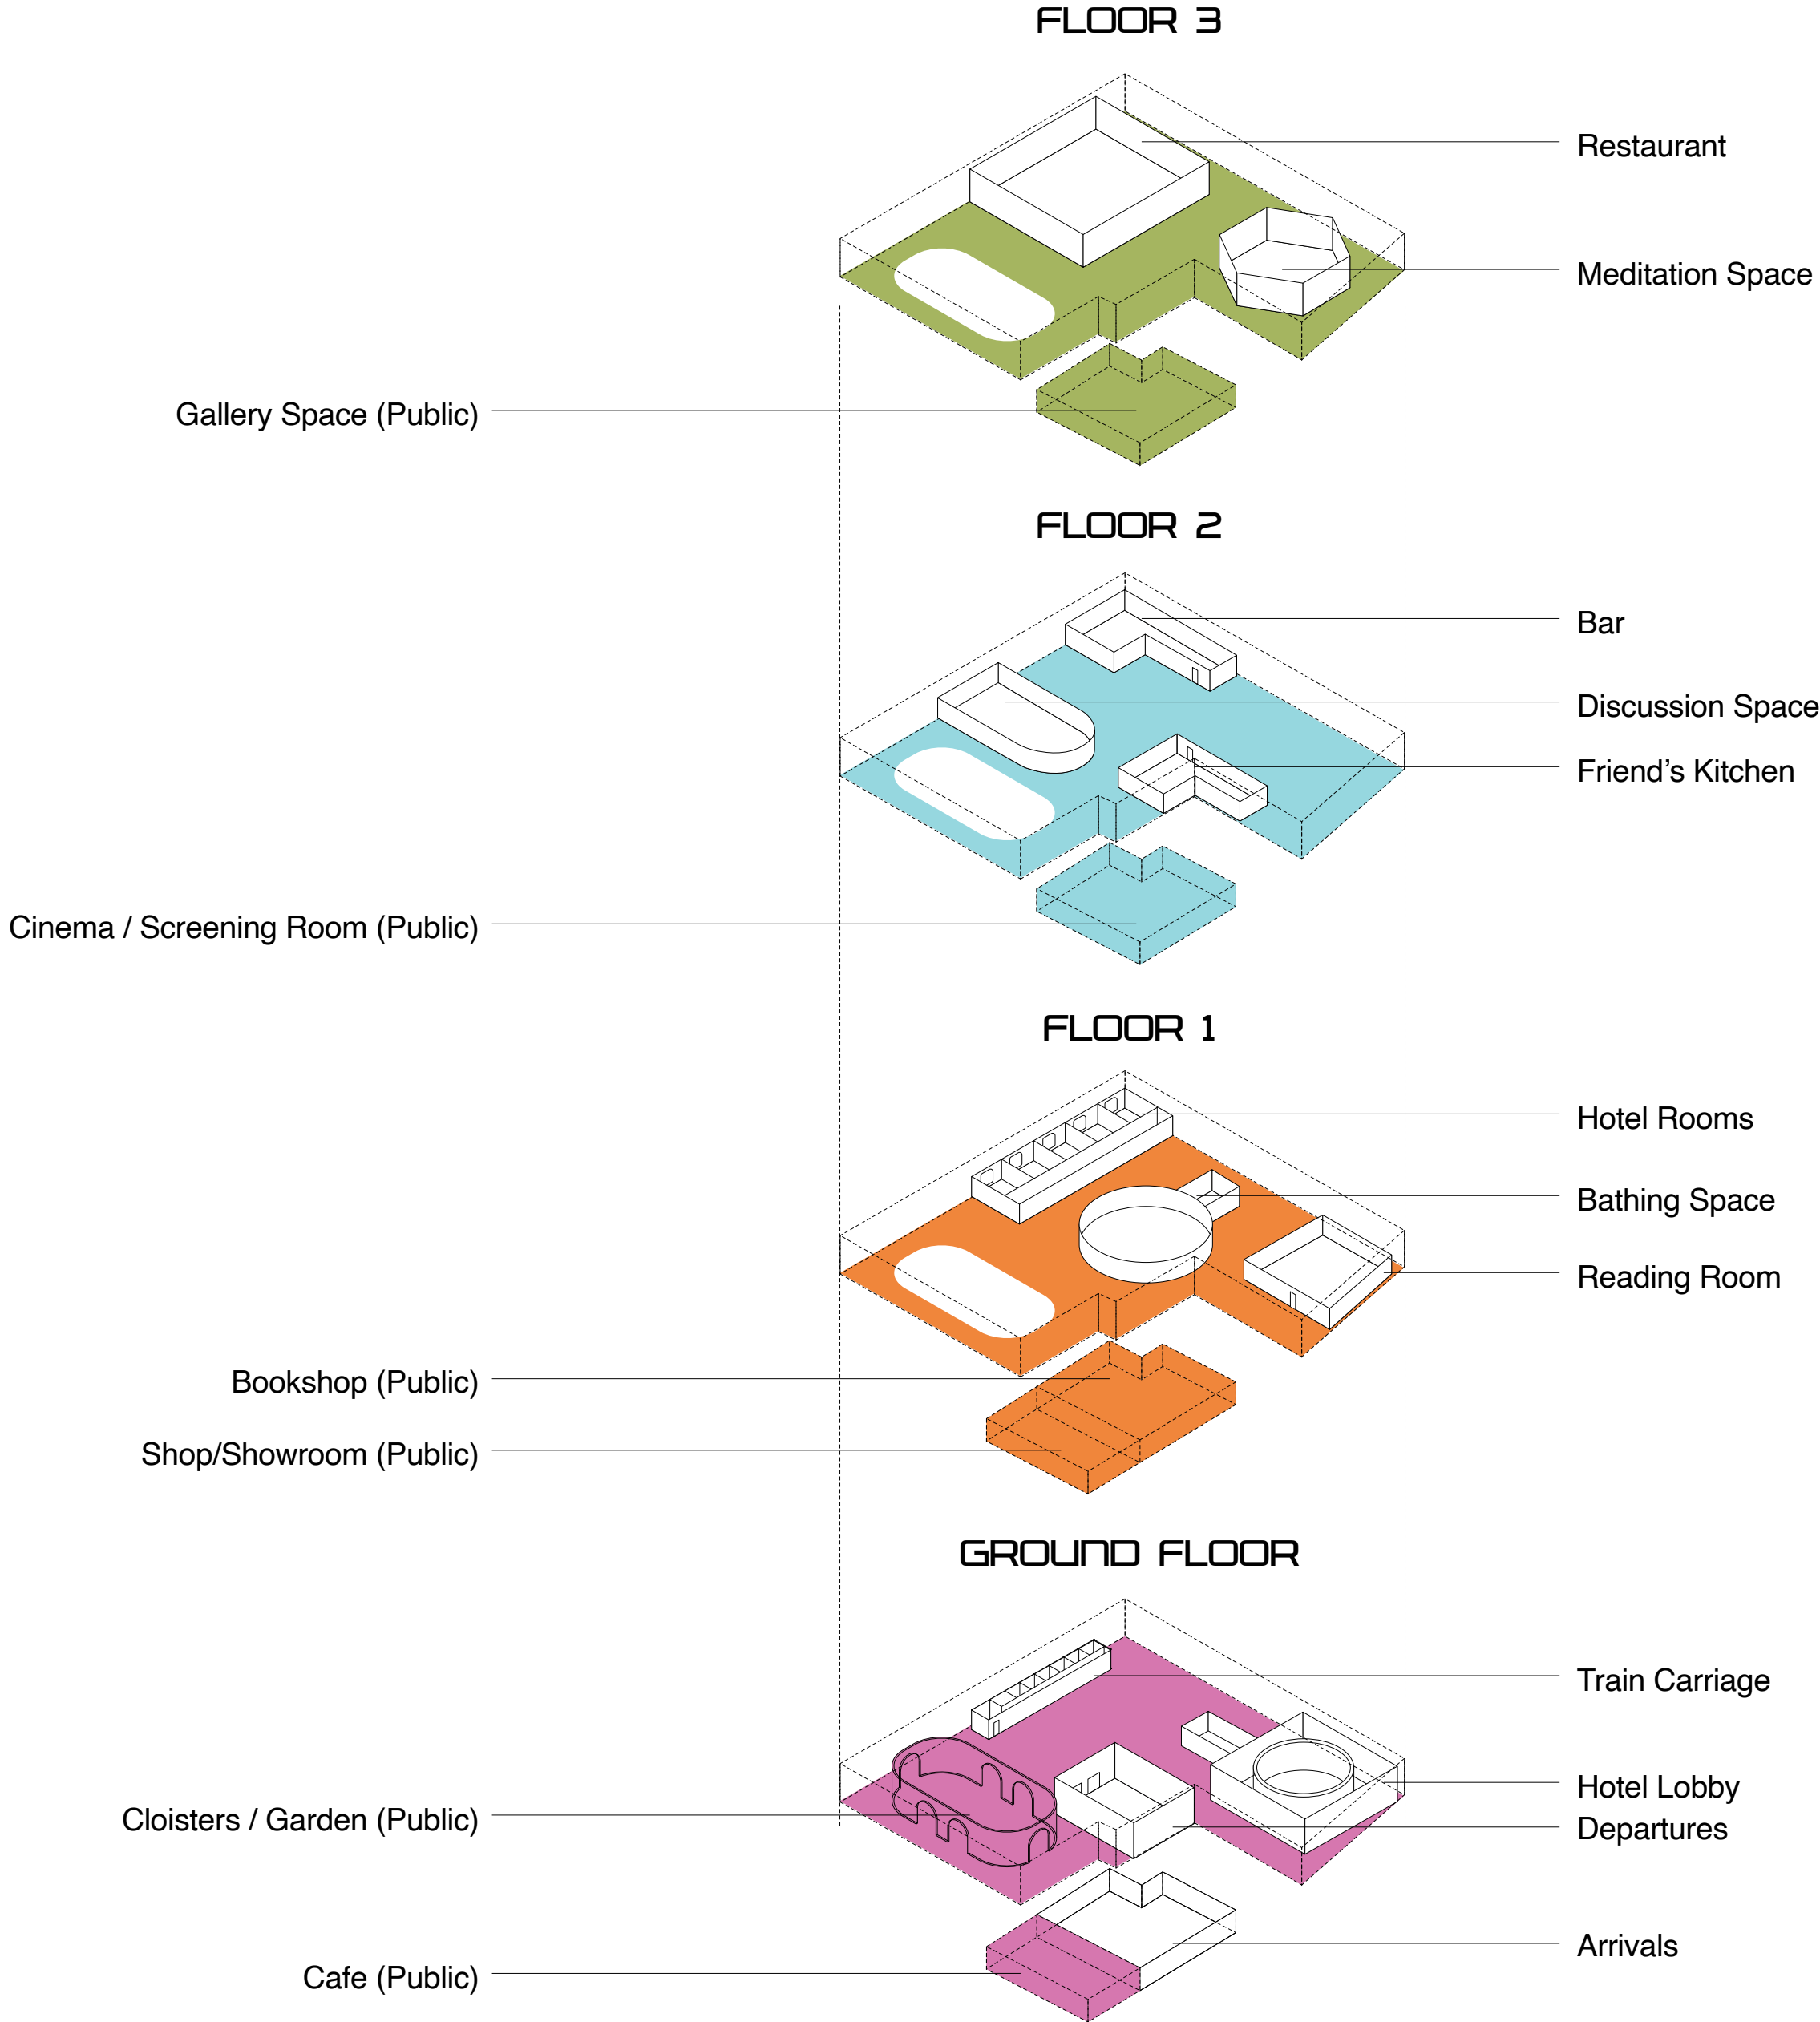 FLOOR 3
Restaurant
Meditation Space
Gallery Space (Public)
FLOOR 2
Bar
Discussion Space
Friend’s Kitchen
Cinema / Screening Room (Public)
FLOOR 1
Hotel Rooms
Bathing Space
Reading Room
Bookshop (Public)
Shop/Showroom (Public)
GROUND FLOOR
Train Carriage
Hotel Lobby
Cloisters / Garden (Public)
Departures
Arrivals
Cafe (Public)